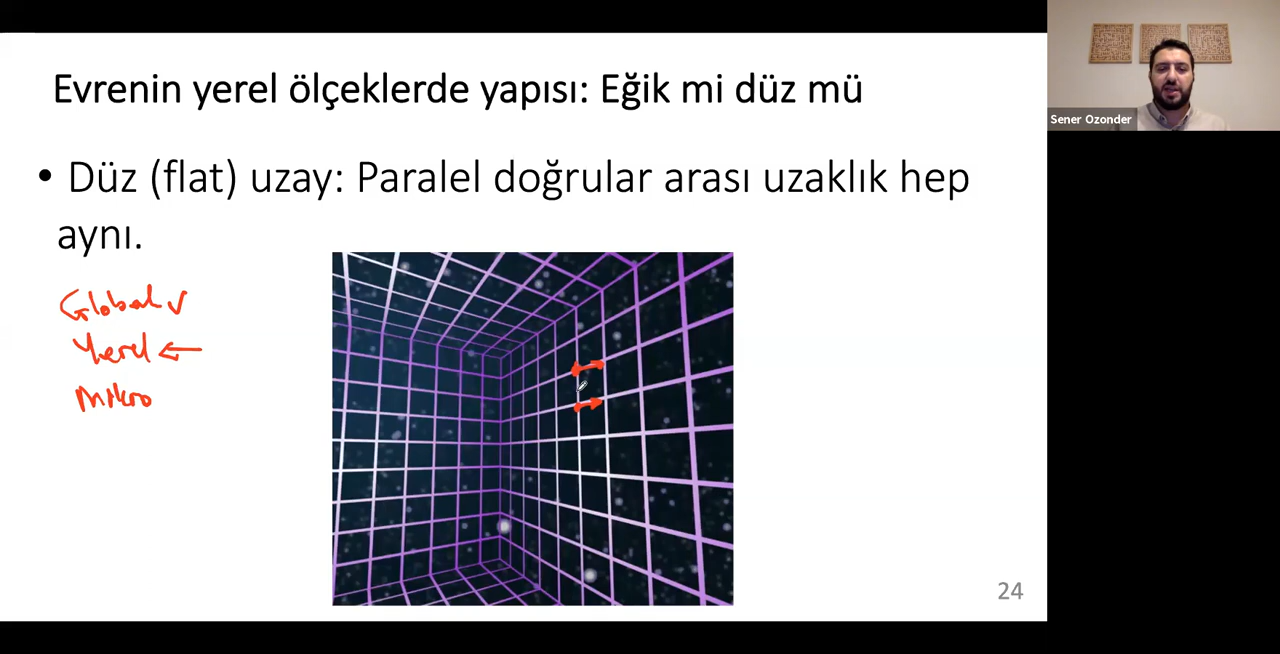 Evrenin yerel ölçeklerde yapısı: Eğik mi düz mü
• Düz (flat) uzay: Paralel doğrular arası uzaklık hep
aynı.
Global ✓
Yerel ←
Mikro
24
Sener Ozonder